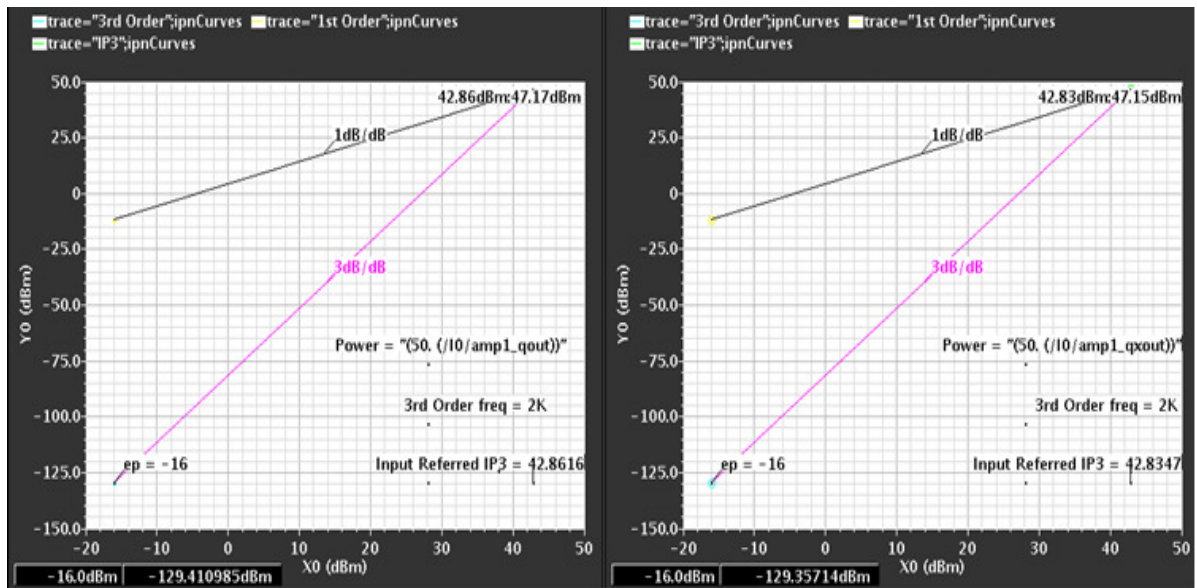 trace="3rd Order";ipnCurves trace="1st Order";ipnCurves
trace="IP3";ipnCurves
50.0
25.0
0
-25.0
-50.0
-75.0
-100.0
-125.0
-150.0
Y0 (dBm)
42.86dBm:47.17dBm
1dB/dB
3dB/dB
Power = "(50. (/I0/amp1_qout))"
3rd Order freq = 2K
ep = -16
Input Referred IP3 = 42.8616
-20 -10 0 10 20 30 40 50
X0 (dBm)
-16.0dBm -129.410985dBm
trace="3rd Order";ipnCurves trace="1st Order";ipnCurves
trace="IP3";ipnCurves
50.0
25.0
0
-25.0
-50.0
-75.0
-100.0
-125.0
-150.0
Y0 (dBm)
42.83dBm:47.15dBm
1dB/dB
3dB/dB
Power = "(50. (/I0/amp1_qxout))"
3rd Order freq = 2K
ep = -16
Input Referred IP3 = 42.8347
-20 -10 0 10 20 30 40 50
X0 (dBm)
-16.0dBm -129.35714dBm